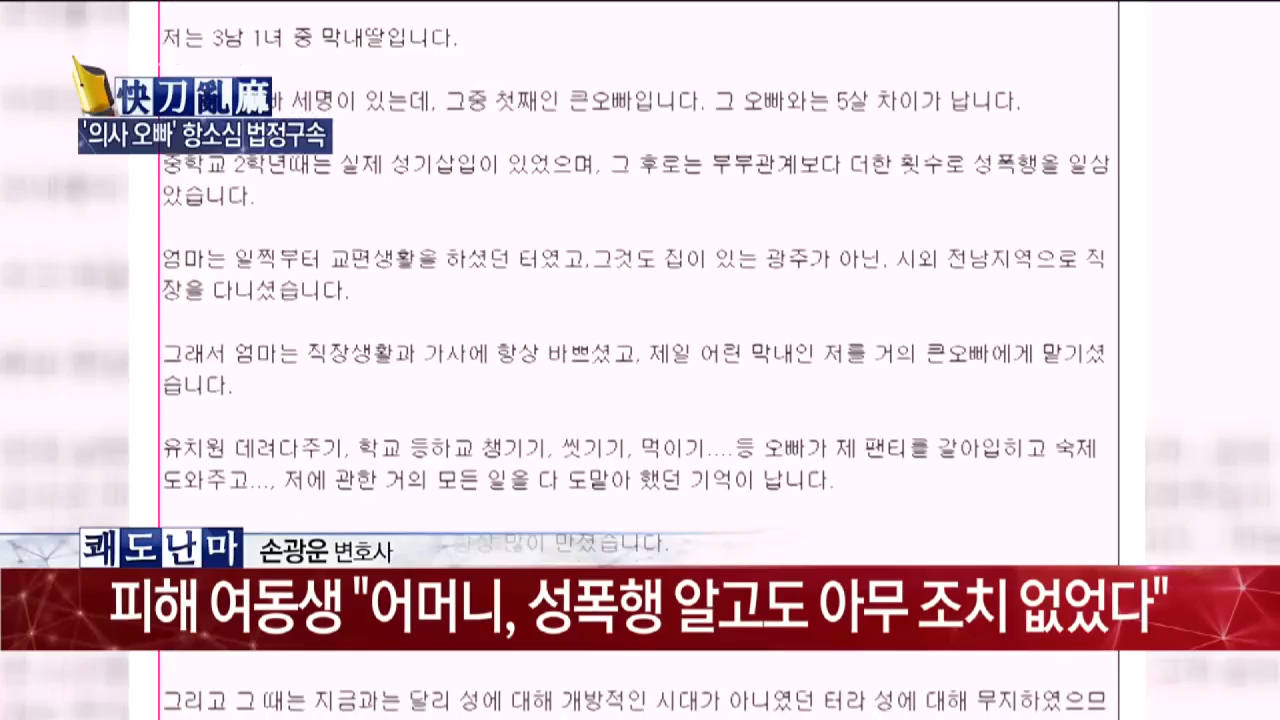 저는 3남 1녀 중 막내딸입니다.
快刀亂麻
세명이 있는데, 그중 첫째인 큰오빠입니다. 그 오빠와는 5살 차이가 납니다.
'의사 오빠' 항소심 법정구속
중학교 2학년때는 실제 성기삽입이 있었으며, 그 후로는 부부관계보다 더한 횟수로 성폭행을 일삼
았습니다.
엄마는 일찍부터 교편생활을 하셨던 터였고,그것도 집이 있는 광주가 아닌, 시외 전남지역으로 직
장을 다니셨습니다.
그래서 엄마는 직장생활과 가사에 항상 바쁘셨고, 제일 어린 막내인 저를 거의 큰오빠에게 맡기셨
습니다.
유치원 데려다주기, 학교 등하교 챙기기, 씻기기, 먹이기....등 오빠가 제 팬티를 갈아입히고 숙제
도와주고..., 저에 관한 거의 모든 일을 다 도맡아 했던 기억이 납니다.
많이 만졌습니다.
쾌도난마 손광운 변호사
피해 여동생 "어머니, 성폭행 알고도 아무 조치 없었다"
그리고 그 때는 지금과는 달리 성에 대해 개방적인 시대가 아니였던 터라 성에 대해 무지하였으므